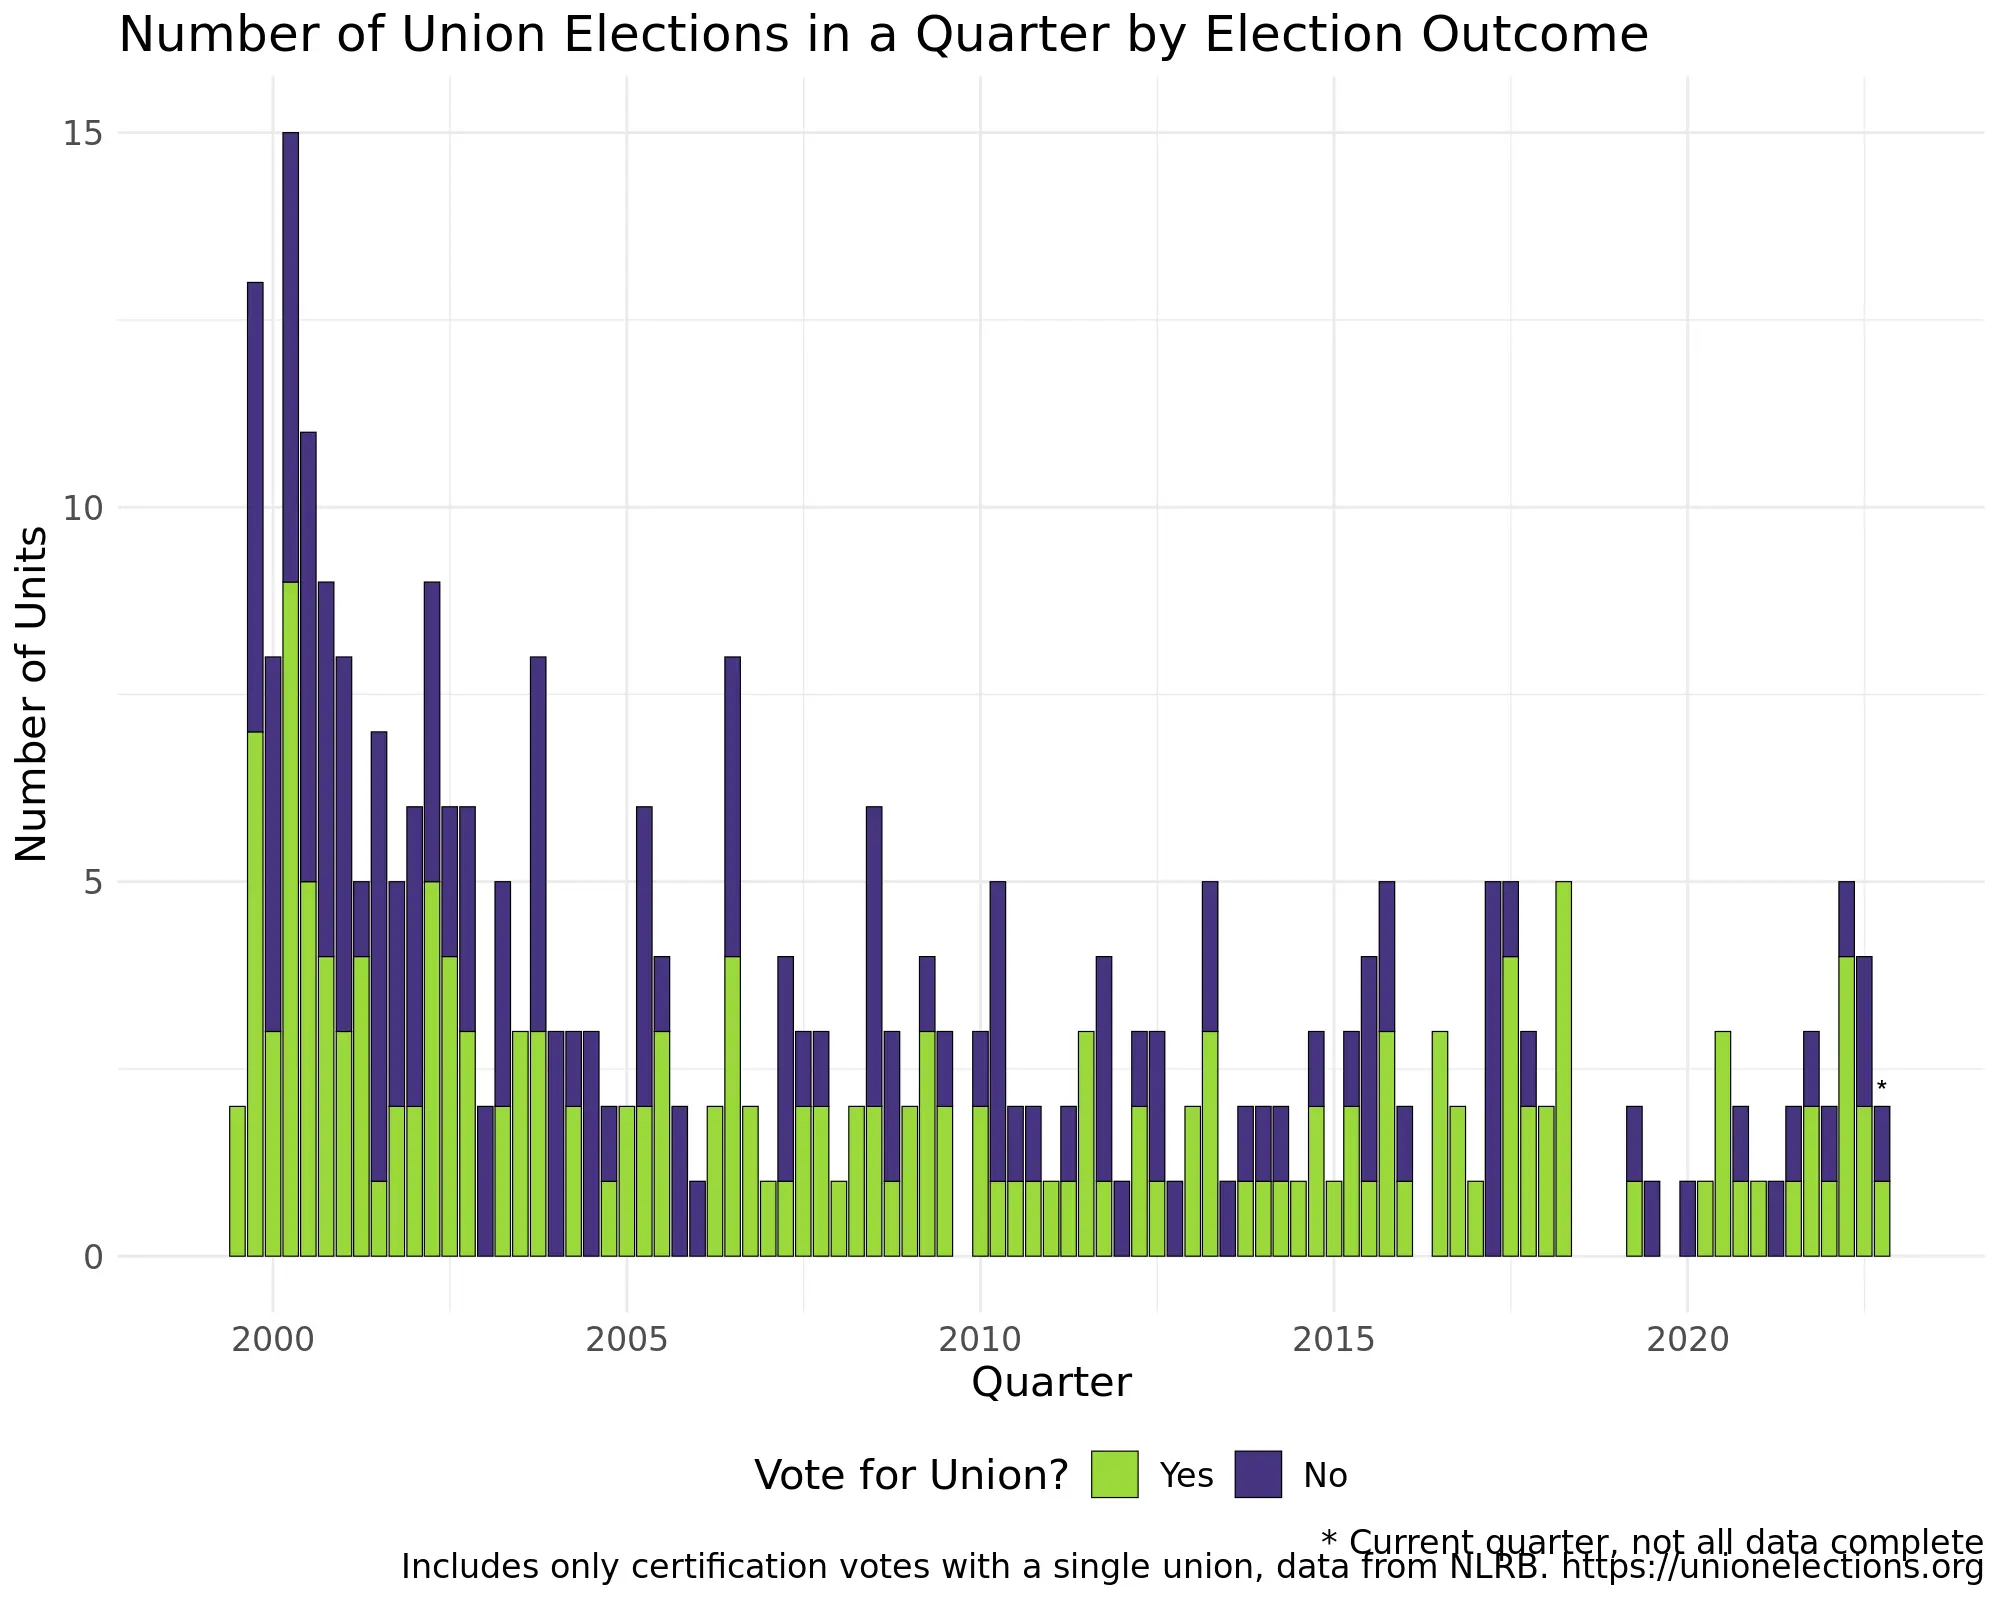 Number of Union Elections in a Quarter by Election Outcome
Number of Units
15
10
5
0
*
2000 2005 2010 2015 2020
Quarter
Vote for Union? Yes No
* Current quarter, not all data complete
Includes only certification votes with a single union, data from NLRB. https://unionelections.org